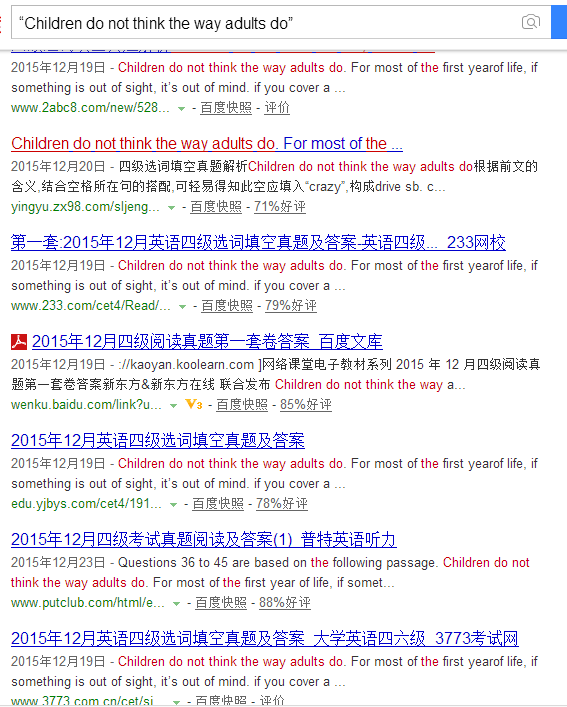 “Children do not think the way adults do”
2015年12月19日 - Children do not think the way adults do. For most of the first yearof life, if
something is out of sight, it’s out of mind. if you cover a ...
www.2abc8.com/new/528... - 百度快照 - 评价
Children do not think the way adults do. For most of the ...
2015年12月20日 - 四级选词填空真题解析Children do not think the way adults do根据前文的
含义,结合空格所在句的搭配,可轻易得知此空应填入“crazy”,构成drive sb. c...
yingyu.zx98.com/sljeng... - 百度快照 - 71%好评
第一套:2015年12月英语四级选词填空真题及答案-英语四级... _233网校
2015年12月19日 - Children do not think the way adults do. For most of the first yearof life, if
something is out of sight, it’s out of mind. if you cover a ...
www.233.com/cet4/Read/... - 百度快照 - 79%好评
2015年12月四级阅读真题第一套卷答案_百度文库
2015年12月19日 - ://kaoyan.koolearn.com ]网络课堂电子教材系列 2015 年 12 月四级阅读真
题第一套卷答案新东方&新东方在线 联合发布 Children do not think the way a...
wenku.baidu.com/link?u... V3 - 百度快照 - 85%好评
2015年12月英语四级选词填空真题及答案
2015年12月19日 - Children do not think the way adults do. For most of the first yearof life, if
something is out of sight, it’s out of mind. if you cover a ...
edu.yjbys.com/cet4/191... - 百度快照 - 78%好评
2015年12月四级考试真题阅读及答案(1)_普特英语听力
2015年12月23日 - Questions 36 to 45 are based on the following passage. Children do not
think the way adults do. For most of the first year of life, if somet...
www.putclub.com/html/e... - 百度快照 - 88%好评
2015年12月英语四级选词填空真题及答案_大学英语四六级_3773考试网
2015年12月19日 - Children do not think the way adults do. For most of the first yearof life, if
something is out of sight, it’s out of mind. if you cover a ...
www.3773.com.cn/cet/si... - 百度快照 - 评价